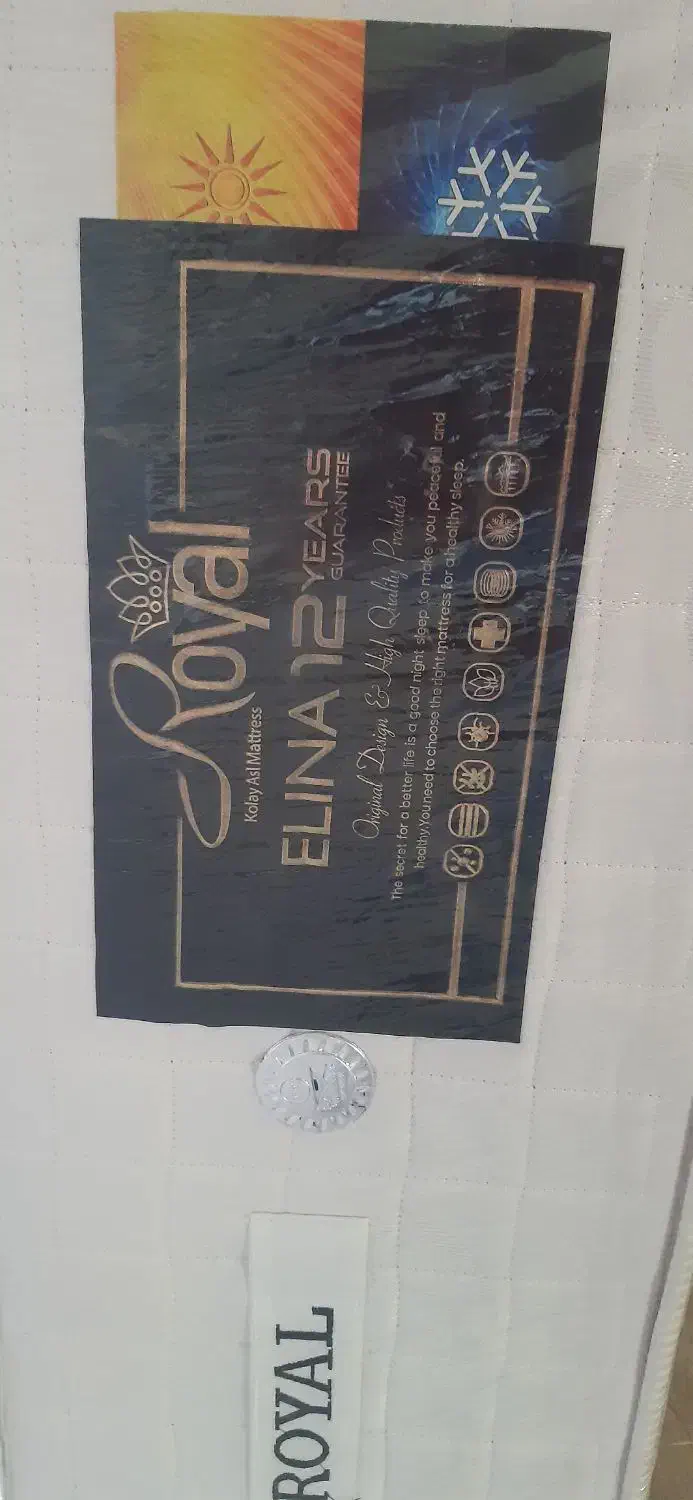 Royal
Kolay Asl Mattress
ELINA 12 YEARS
GUARANTEE
Original Design & High Quality Products
The secret for a better life is a good night sleep to make you peacefull and
healthy.You need to choose the right mattress for a healthy sleep.
ROYAL